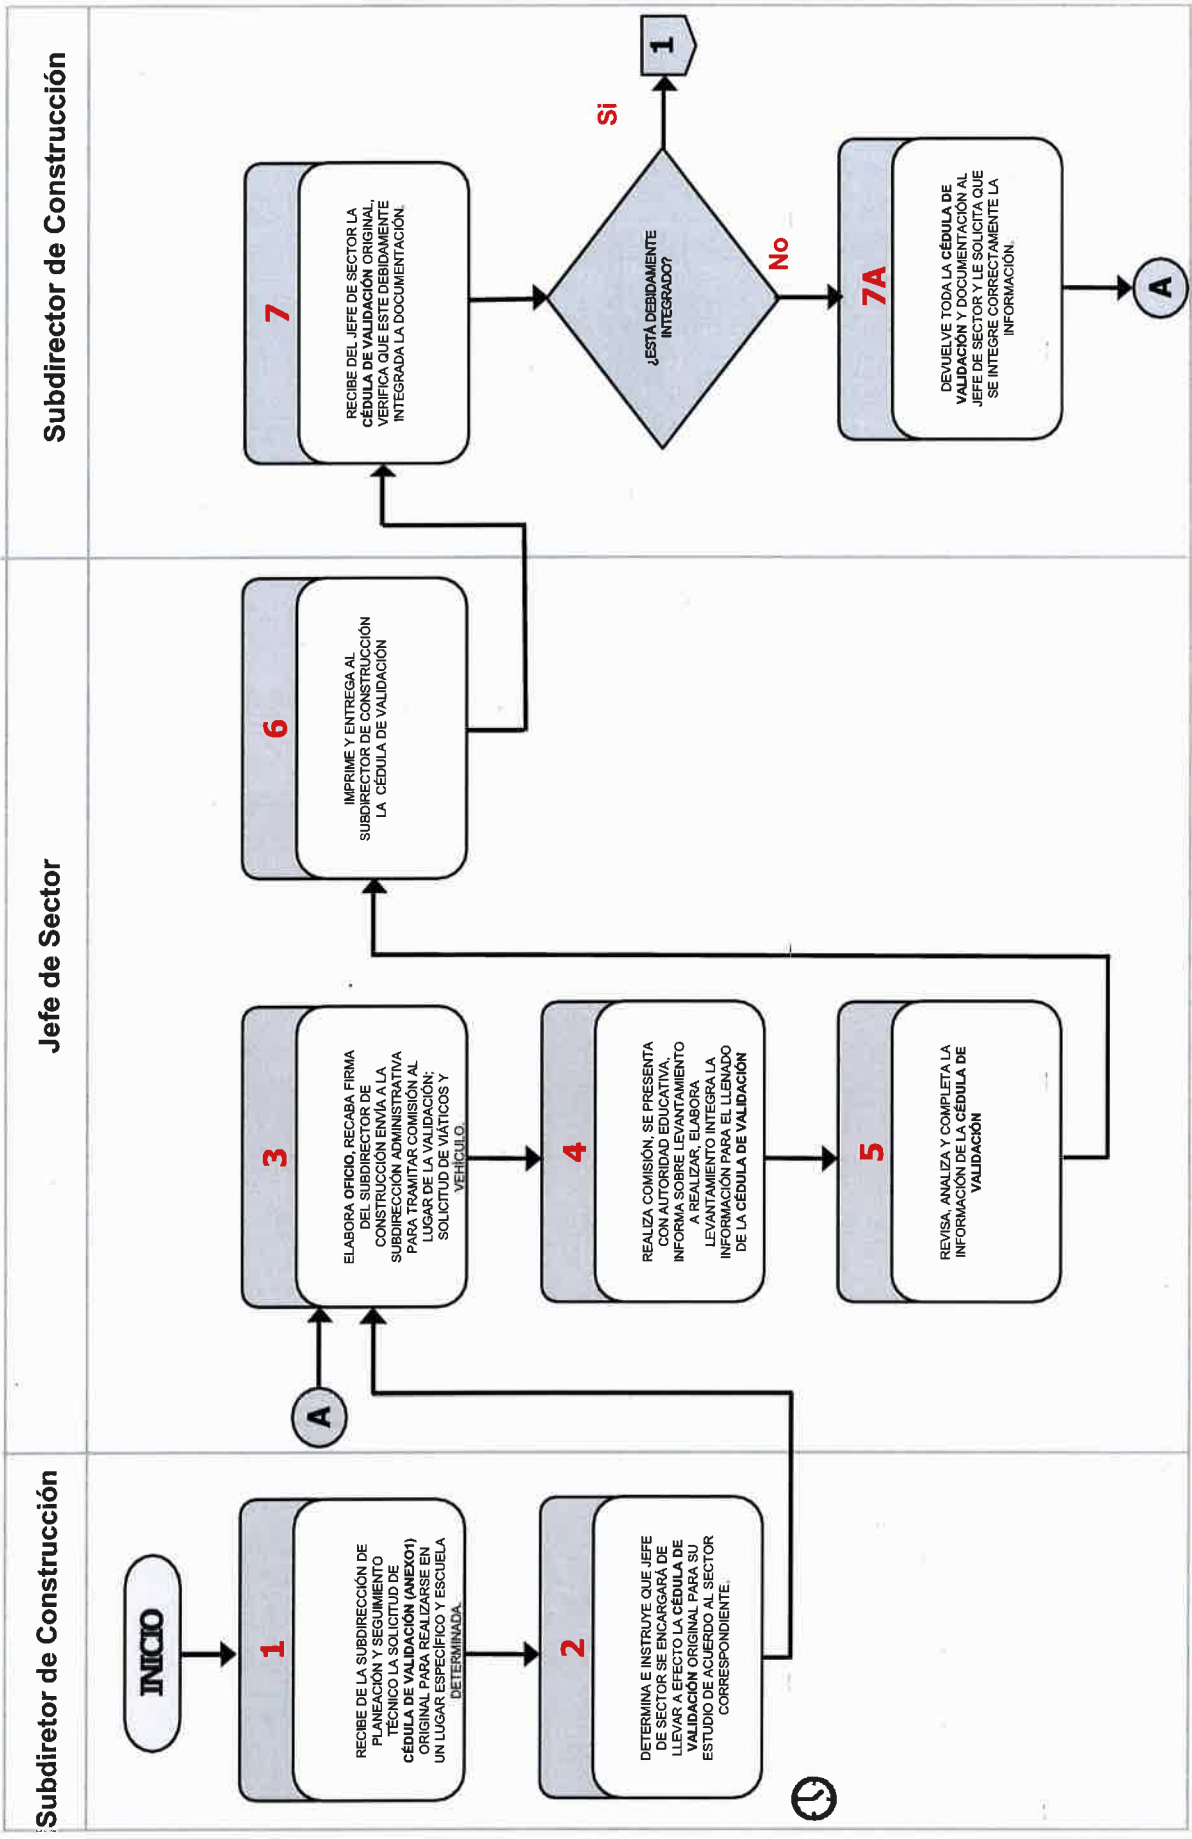 Subdiretor de Construcción
Jefe de Sector
Subdirector de Construcción
INICIO
1
RECIBE DE LA SUBDIRECCIÓN DE
PLANEACIÓN Y SEGUIMIENTO
TÉCNICO LA SOLICITUD DE
CÉDULA DE VALIDACIÓN (ANEXO1)
ORIGINAL PARA REALIZARSE EN
UN LUGAR ESPECÍFICO Y ESCUELA
DETERMINADA.
2
DETERMINA E INSTRUYE QUE JEFE
DE SECTOR SE ENCARGARÁ DE
LLEVAR A EFECTO LA CÉDULA DE
VALIDACIÓN ORIGINAL PARA SU
ESTUDIO DE ACUERDO AL SECTOR
CORRESPONDIENTE.
A
3
ELABORA OFICIO, RECABA FIRMA
DEL SUBDIRECTOR DE
CONSTRUCCIÓN ENVÍA A LA
SUBDIRECCIÓN ADMINISTRATIVA
PARA TRAMITAR COMISIÓN AL
LUGAR DE LA VALIDACIÓN;
SOLICITUD DE VIÁTICOS Y
VEHÍCULO.
4
REALIZA COMISIÓN, SE PRESENTA
CON AUTORIDAD EDUCATIVA,
INFORMA SOBRE LEVANTAMIENTO
A REALIZAR, ELABORA
LEVANTAMIENTO INTEGRA LA
INFORMACIÓN PARA EL LLENADO
DE LA CÉDULA DE VALIDACIÓN
5
REVISA, ANALIZA Y COMPLETA LA
INFORMACIÓN DE LA CÉDULA DE
VALIDACIÓN
6
IMPRIME Y ENTREGA AL
SUBDIRECTOR DE CONSTRUCCIÓN
LA CÉDULA DE VALIDACIÓN
7
RECIBE DEL JEFE DE SECTOR LA
CÉDULA DE VALIDACIÓN ORIGINAL,
VERIFICA QUE ESTE DEBIDAMENTE
INTEGRADA LA DOCUMENTACIÓN.
¿ESTÁ DEBIDAMENTE
INTEGRADO?
Si
1
No
7A
DEVUELVE TODA LA CÉDULA DE
VALIDACIÓN Y DOCUMENTACIÓN AL
JEFE DE SECTOR Y LE SOLICITA QUE
SE INTEGRE CORRECTAMENTE LA
INFORMACIÓN.
A